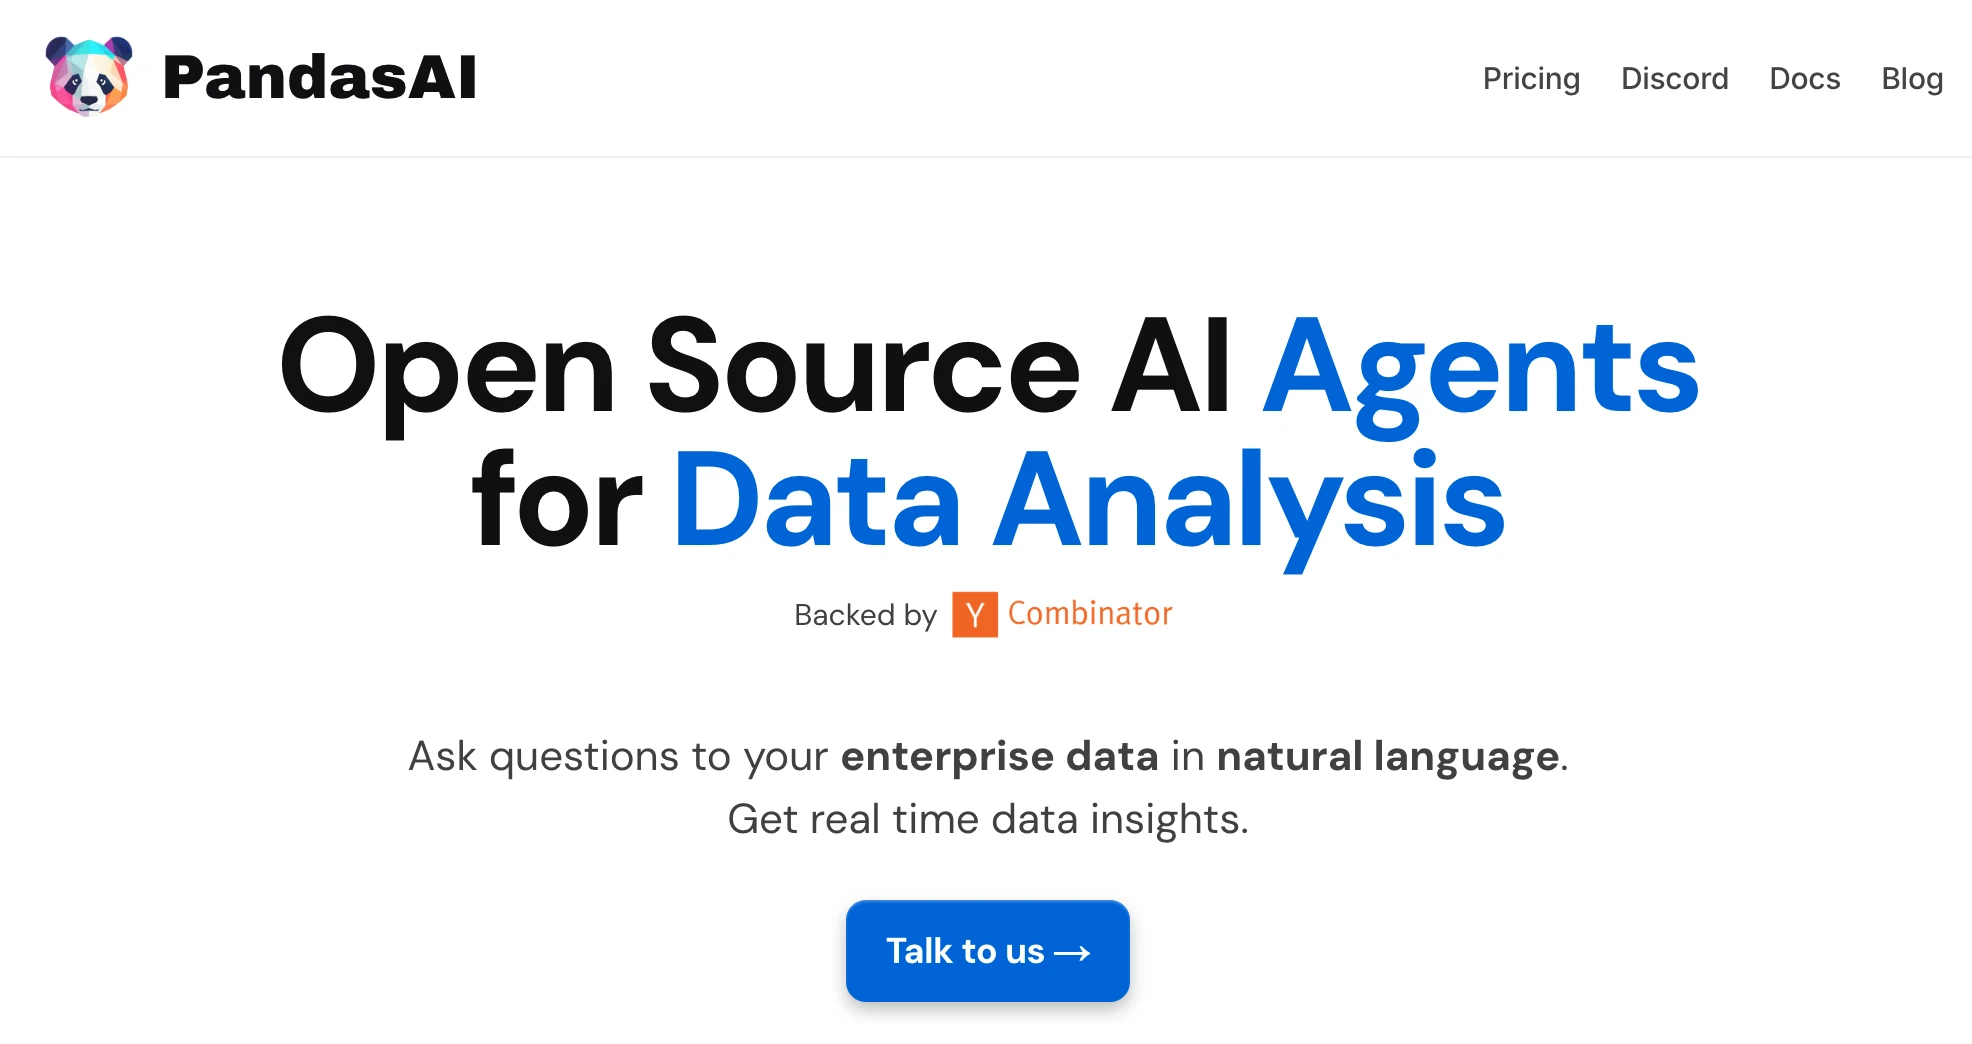 PandasAI
Pricing Discord Docs Blog
Open Source AI Agents
for Data Analysis
Backed by Y Combinator
Ask questions to your enterprise data in natural language.
Get real time data insights.
Talk to us →